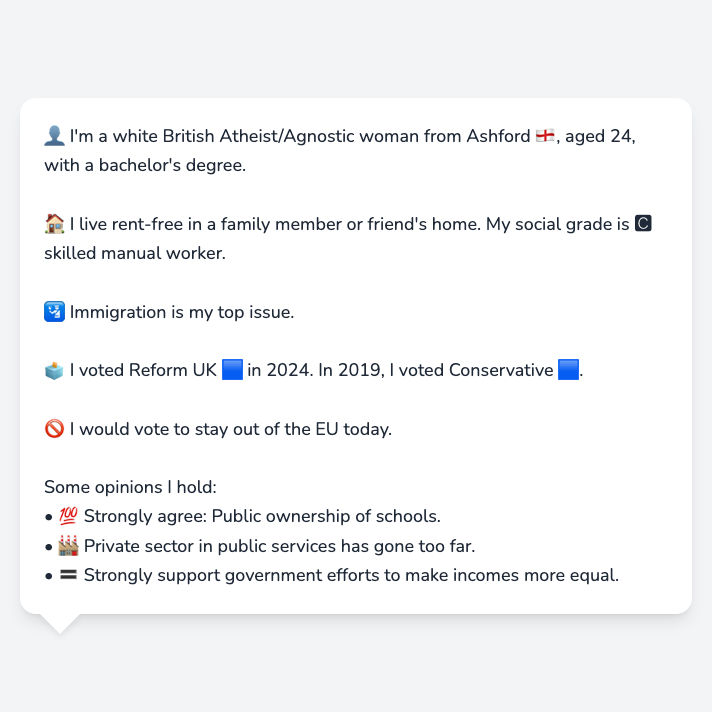 👤 I'm a white British Atheist/Agnostic woman from Ashford 🏴󠁧󠁢󠁥󠁮󠁧󠁿, aged 24,
with a bachelor's degree.
🏠 I live rent-free in a family member or friend's home. My social grade is 🅲
skilled manual worker.
🛂 Immigration is my top issue.
🗳️ I voted Reform UK 🟦 in 2024. In 2019, I voted Conservative 🟦.
🚫 I would vote to stay out of the EU today.
Some opinions I hold:
• 💯 Strongly agree: Public ownership of schools.
• 🏭 Private sector in public services has gone too far.
• 🟰 Strongly support government efforts to make incomes more equal.